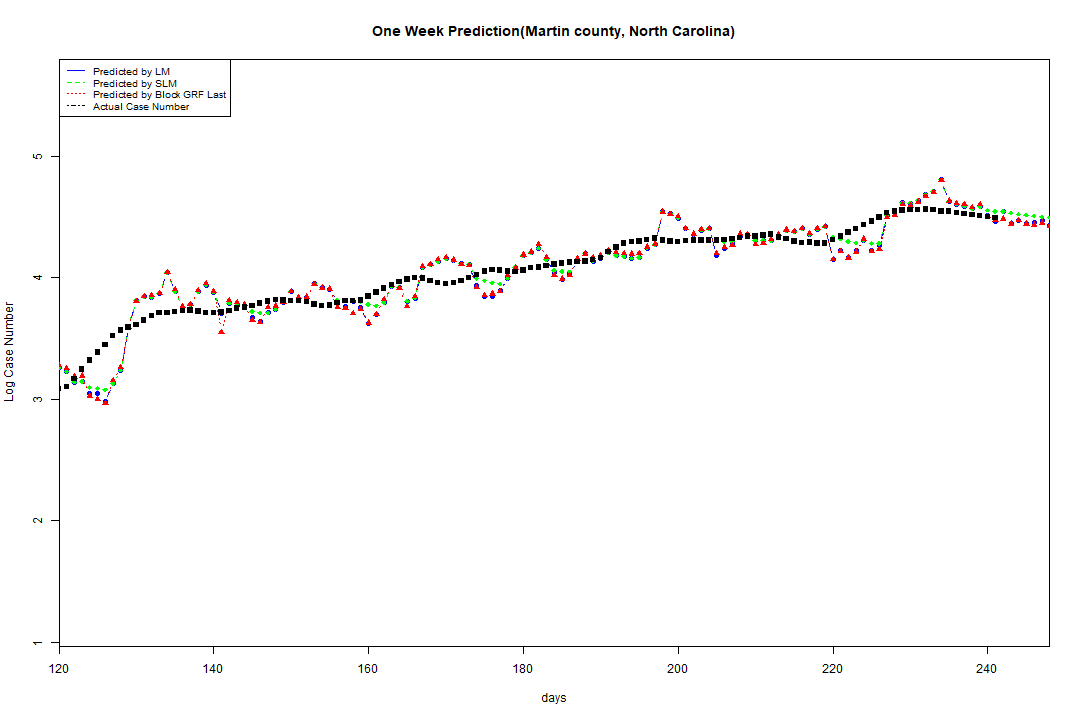 One Week Prediction(Martin county, North Carolina)
Predicted by LM
Predicted by SLM
Predicted by Block GRF Last
Actual Case Number
5
4
3
2
1
Log Case Number
120 140 160 180 200 220 240
days